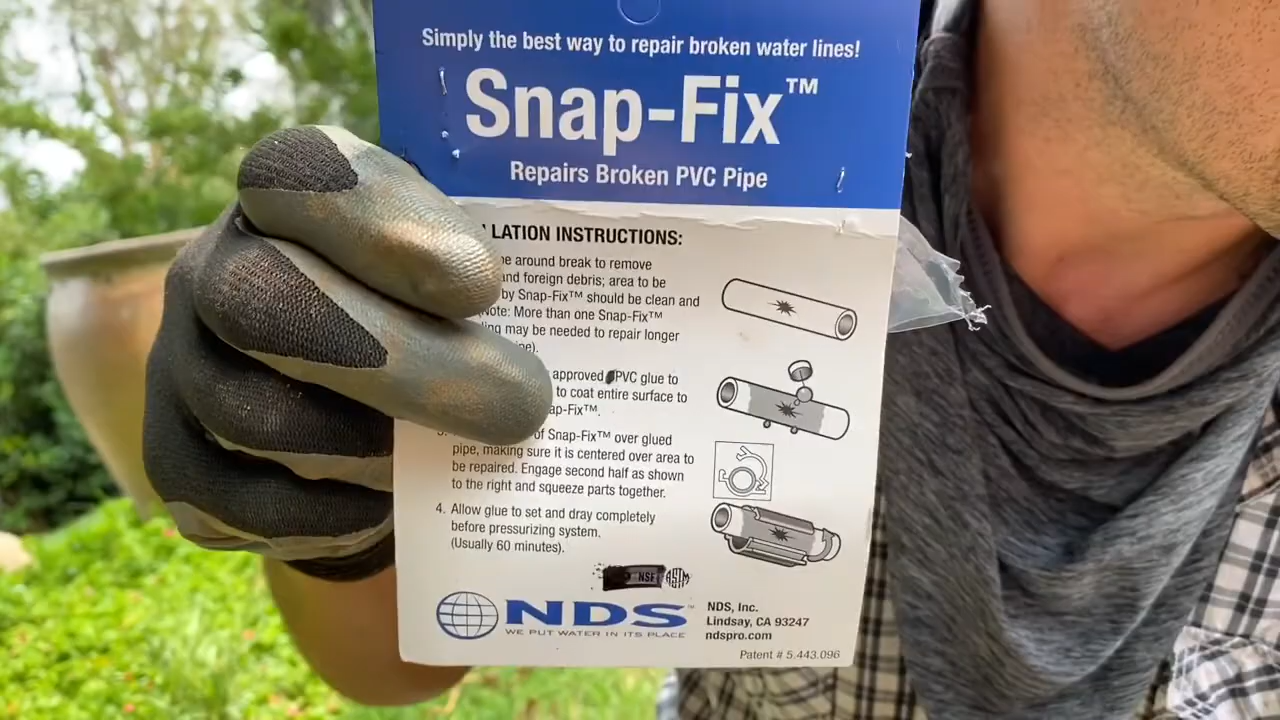 Simply the best way to repair broken water lines!
Snap-Fix™
Repairs Broken PVC Pipe
LATION INSTRUCTIONS:
around break to remove
and foreign debris; area to be
by Snap-Fix™ should be clean and
Note: More than one Snap-Fix™
may be needed to repair longer
approved PVC glue to
to coat entire surface to
ap-Fix™.
of Snap-Fix™ over glued
pipe, making sure it is centered over area to
be repaired. Engage second half as shown
to the right and squeeze parts together.
4. Allow glue to set and dray completely
before pressurizing system.
(Usually 60 minutes).
NSF ASTM
NDS™
WE PUT WATER IN ITS PLACE
NDS, Inc.
Lindsay, CA 93247
ndspro.com
Patent # 5.443.096